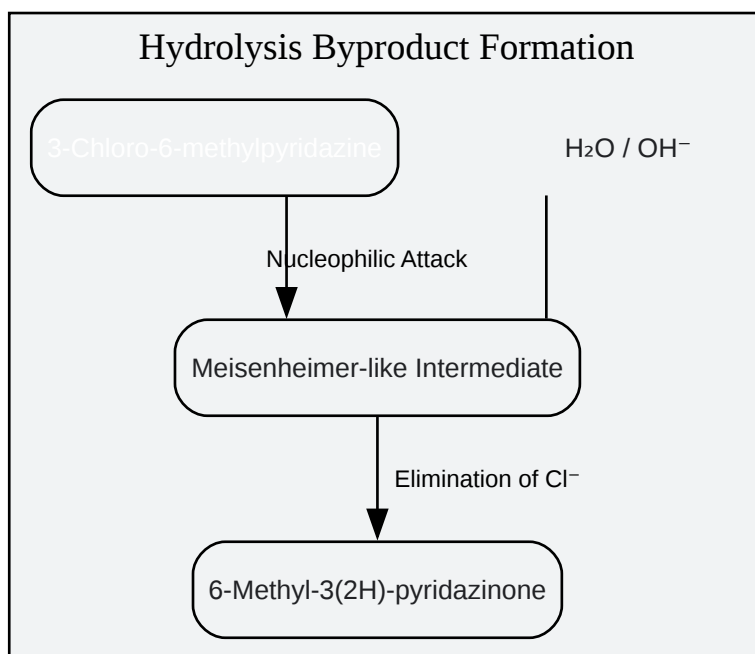 Hydrolysis Byproduct Formation
3-Chloro-6-methylpyridazine
H₂O / OH⁻
Nucleophilic Attack
Meisenheimer-like Intermediate
Elimination of Cl⁻
6-Methyl-3(2H)-pyridazinone